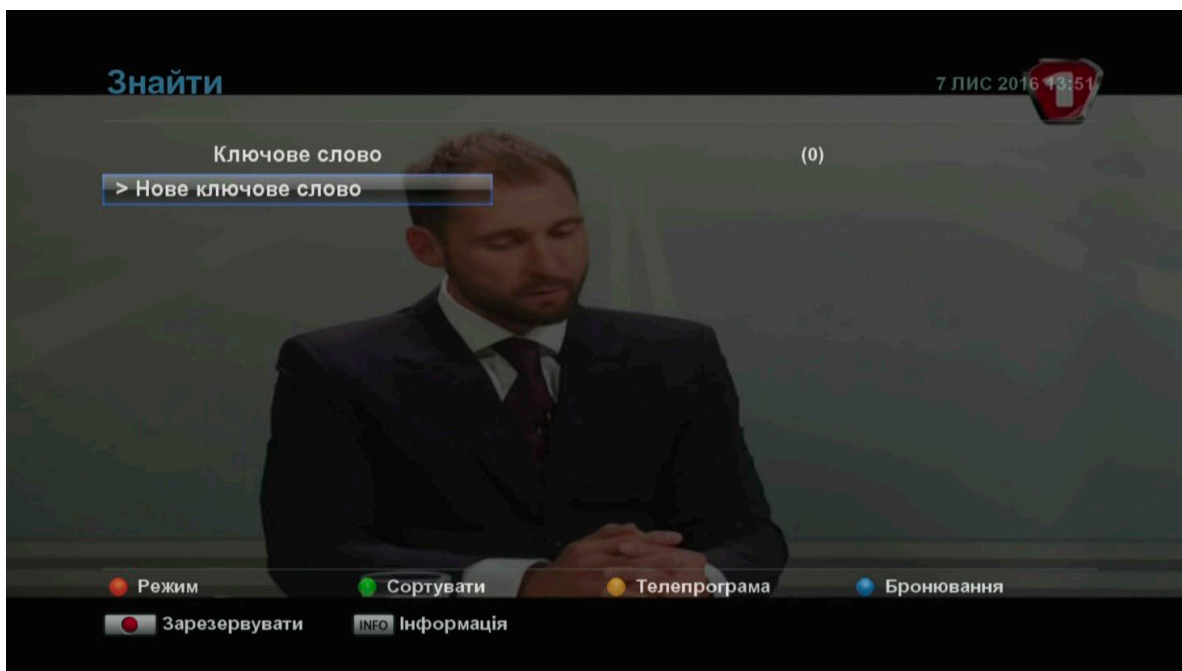 Знайти
7 ЛИС 2016 13:51
1
Ключове слово (0)
> Нове ключове слово
Режим Сортувати Телепрограма Бронювання
Зарезервувати INFO Інформація